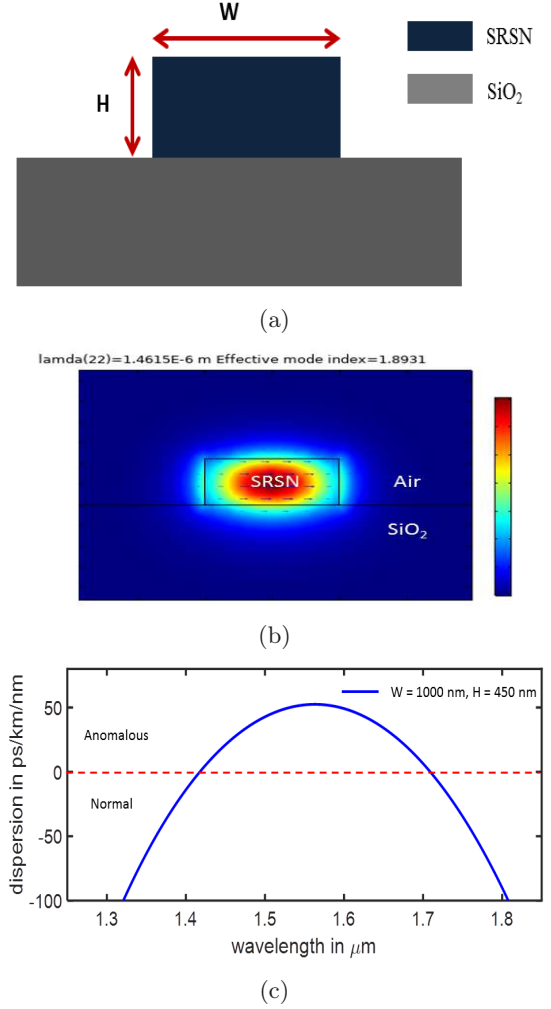 W
H
SRSN
SiO₂
(a)
lamda(22)=1.4615E-6 m Effective mode index=1.8931
SRSN
Air
SiO₂
(b)
W = 1000 nm, H = 450 nm
Anomalous
Normal
dispersion in ps/km/nm
50
0
-50
-100
1.3 1.4 1.5 1.6 1.7 1.8
wavelength in μm
(c)